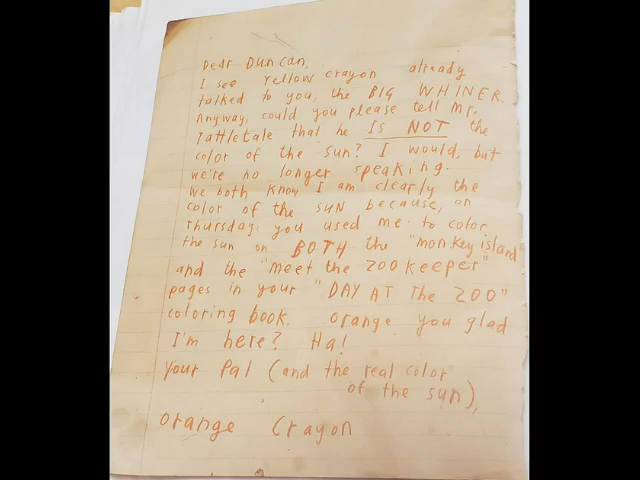 Dear Duncan,
I see Yellow crayon already
talked to you, the BIG WHINER.
Anyway, could you please tell Mr.
Tattletale that he Is NOT the
color of the sun? I would, but
we're no longer speaking.
We both know I am clearly the
color of the sun because, on
Thursday, you used me to color
the sun on BOTH the "monkey island"
and the "meet the zookeeper"
pages in your "DAY AT The ZOO"
coloring book. Orange you glad
I'm here? Ha!
Your Pal (and the real color
of the sun),
Orange Crayon